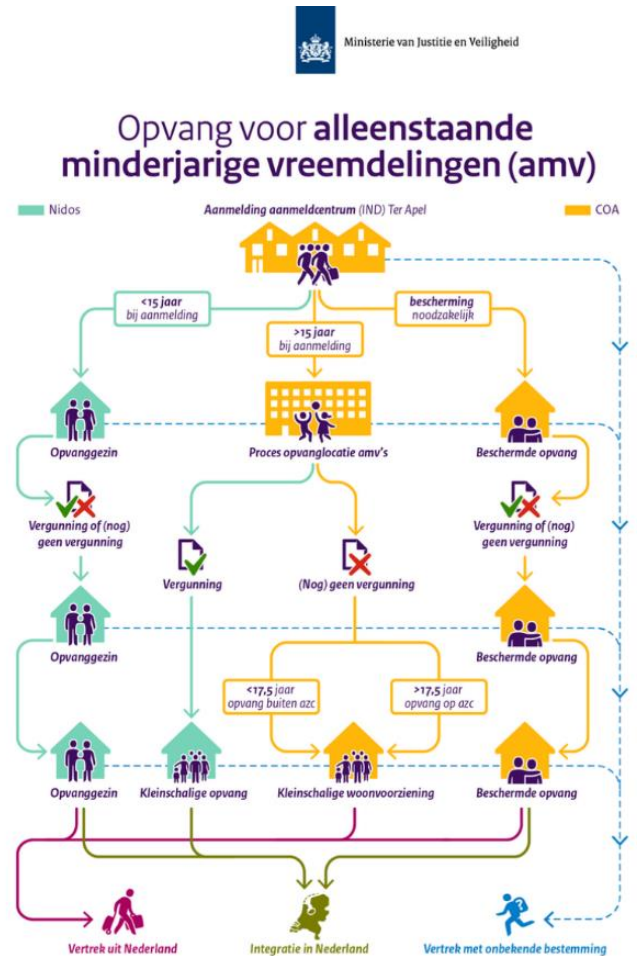 Ministerie van Justitie en Veiligheid
Opvang voor alleenstaande
minderjarige vreemdelingen (amv)
Nidos
Aanmelding aanmeldcentrum (IND) Ter Apel
COA
<15 jaar
bij aanmelding
>15 jaar
bij aanmelding
bescherming
noodzakelijk
Opvanggezin
Proces opvanglocatie amv's
Beschermde opvang
Vergunning of (nog)
geen vergunning
Vergunning
(Nog) geen vergunning
Vergunning of (nog)
geen vergunning
Opvanggezin
Beschermde opvang
<17,5 jaar
opvang buiten azc
>17,5 jaar
opvang op azc
Opvanggezin
Kleinschalige opvang
Kleinschalige woonvoorziening
Beschermde opvang
Vertrek uit Nederland
Integratie in Nederland
Vertrek met onbekende bestemming